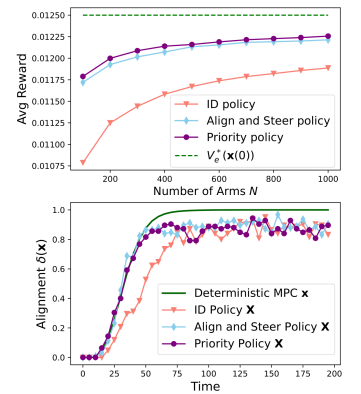 0.01250
0.01225
0.01200
0.01175
0.01150
0.01125
0.01100
0.01075
Avg Reward
ID policy
Align and Steer policy
Priority policy
V_e^*(x(0))
200 400 600 800 1000
Number of Arms N
1.0
0.8
0.6
0.4
0.2
0.0
Alignment δ(x)
Deterministic MPC x
ID Policy X
Align and Steer Policy X
Priority Policy X
0 25 50 75 100 125 150 175 200
Time